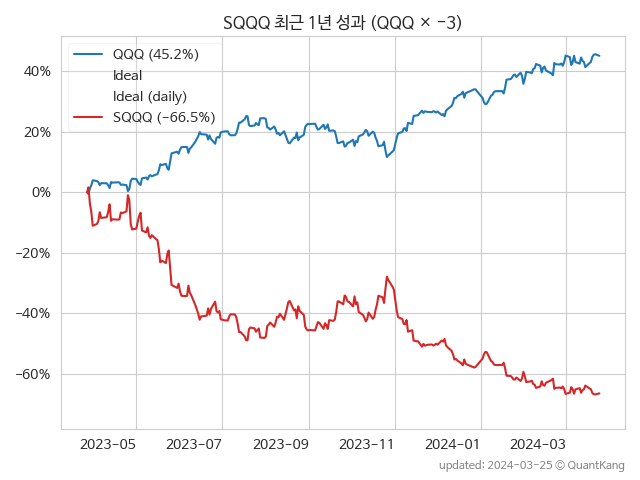 SQQQ 최근 1년 성과 (QQQ × −3)
QQQ (45.2%)
Ideal
Ideal (daily)
SQQQ (−66.5%)
40%
20%
0%
−20%
−40%
−60%
2023−05
2023−07
2023−09
2023−11
2024−01
2024−03
updated: 2024−03−25 ⓒ QuantKang